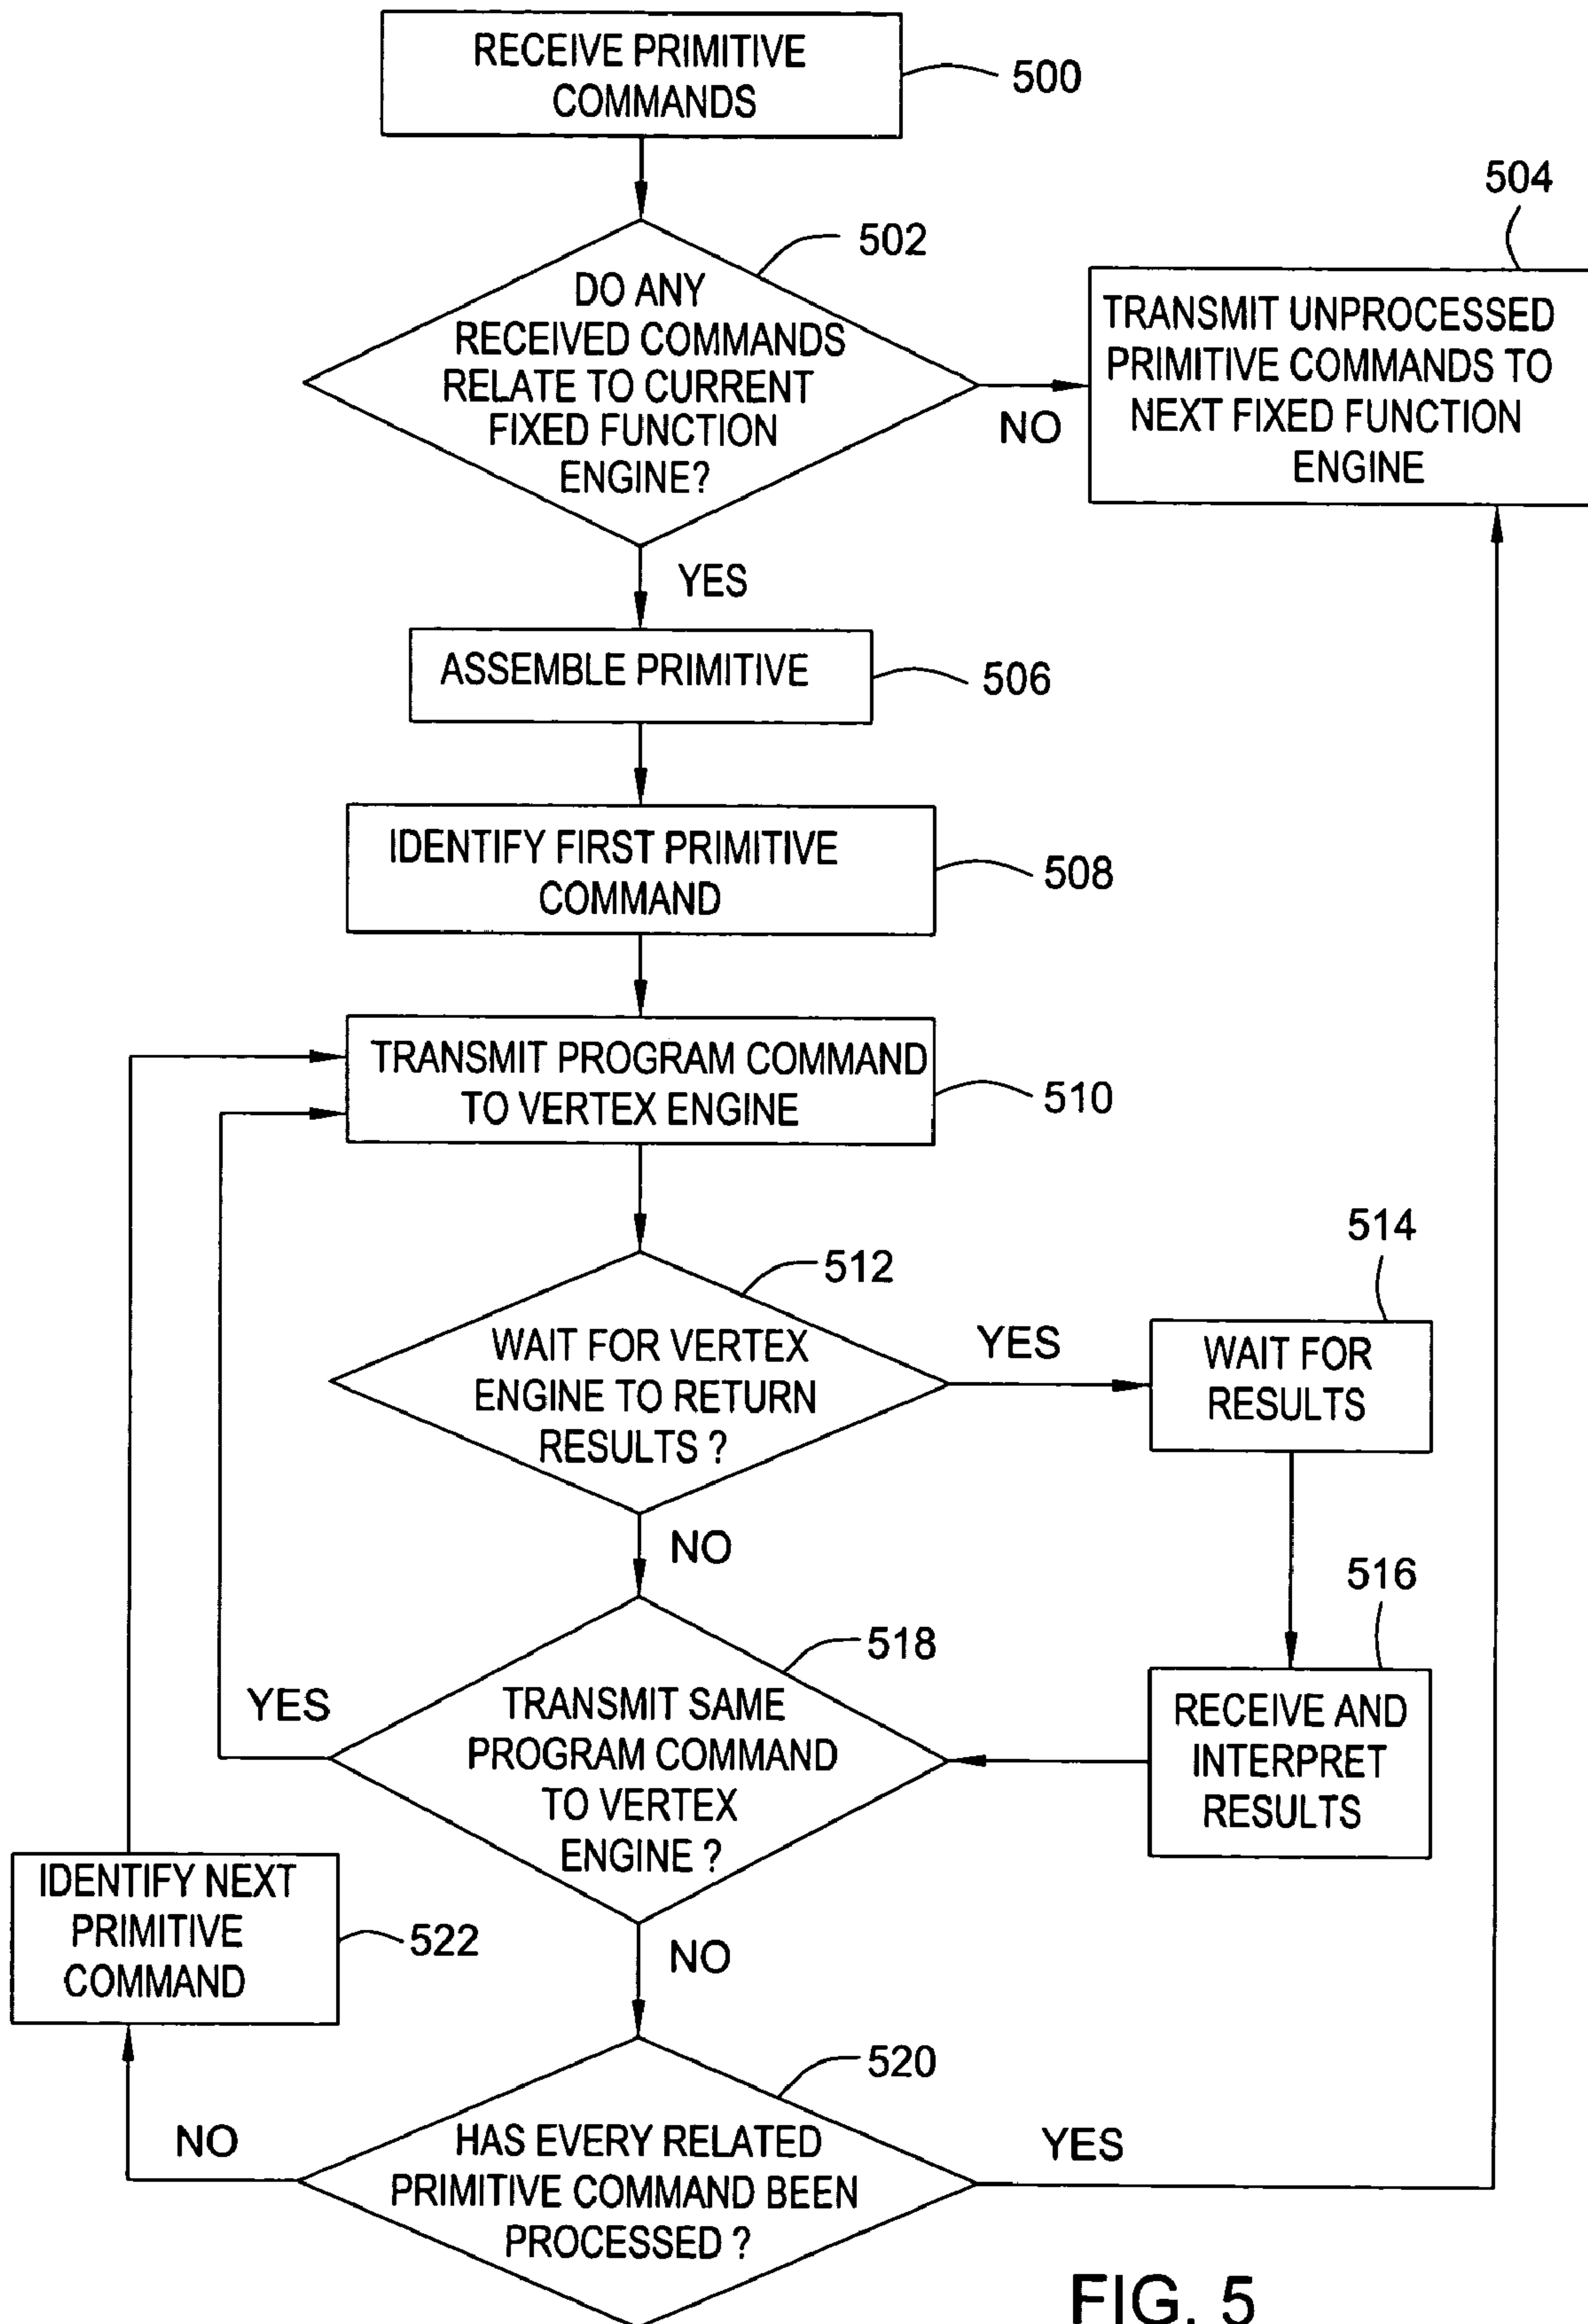 RECEIVE PRIMITIVE
COMMANDS
500
502
DO ANY
RECEIVED COMMANDS
RELATE TO CURRENT
FIXED FUNCTION
ENGINE?
NO
504
TRANSMIT UNPROCESSED
PRIMITIVE COMMANDS TO
NEXT FIXED FUNCTION
ENGINE
YES
ASSEMBLE PRIMITIVE
506
IDENTIFY FIRST PRIMITIVE
COMMAND
508
TRANSMIT PROGRAM COMMAND
TO VERTEX ENGINE
510
512
WAIT FOR VERTEX
ENGINE TO RETURN
RESULTS ?
YES
514
WAIT FOR
RESULTS
NO
516
RECEIVE AND
INTERPRET
RESULTS
518
TRANSMIT SAME
PROGRAM COMMAND
TO VERTEX
ENGINE ?
YES
NO
IDENTIFY NEXT
PRIMITIVE
COMMAND
522
520
HAS EVERY RELATED
PRIMITIVE COMMAND BEEN
PROCESSED ?
NO
YES
FIG. 5